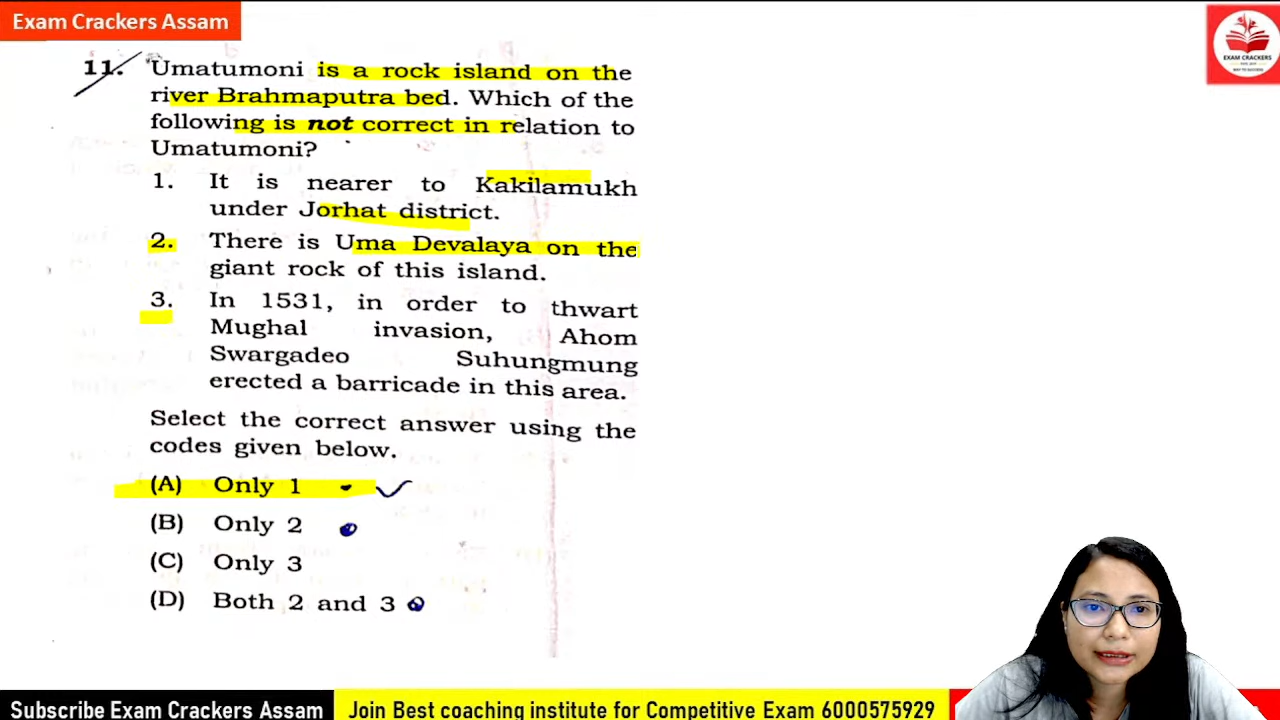 Exam Crackers Assam
EXAM CRACKERS
11. Umatumoni is a rock island on the
river Brahmaputra bed. Which of the
following is not correct in relation to
Umatumoni?
1. It is nearer to Kakilamukh
under Jorhat district.
2. There is Uma Devalaya on the
giant rock of this island.
3. In 1531, in order to thwart
Mughal invasion, Ahom
Swargadeo Suhungmung
erected a barricade in this area.
Select the correct answer using the
codes given below.
(A) Only 1
(B) Only 2
(C) Only 3
(D) Both 2 and 3
Subscribe Exam Crackers Assam
Join Best coaching institute for Competitive Exam 6000575929